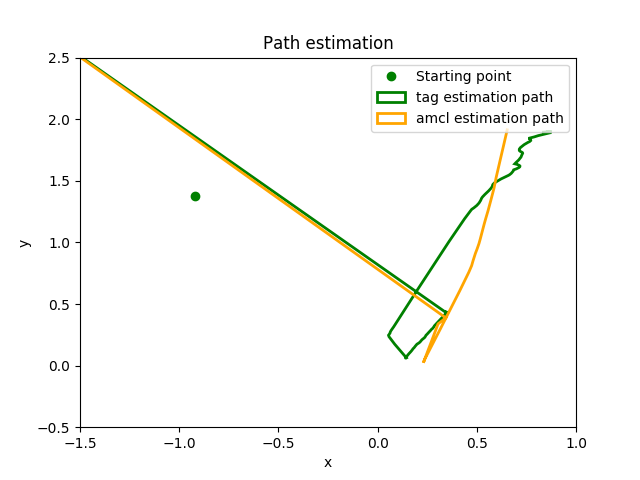 Path estimation
Starting point
tag estimation path
amcl estimation path
y
2.5
2.0
1.5
1.0
0.5
0.0
−0.5
−1.5 −1.0 −0.5 0.0 0.5 1.0
x